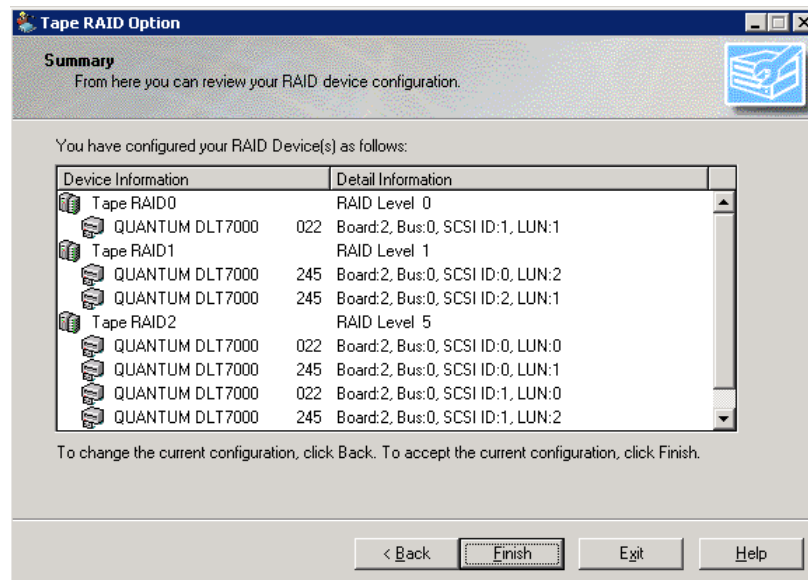 Tape RAID Option
Summary
From here you can review your RAID device configuration.
You have configured your RAID Device(s) as follows:
Device Information Detail Information
Tape RAID0 RAID Level 0
QUANTUM DLT7000 022 Board:2, Bus:0, SCSI ID:1, LUN:1
Tape RAID1 RAID Level 1
QUANTUM DLT7000 245 Board:2, Bus:0, SCSI ID:0, LUN:2
QUANTUM DLT7000 245 Board:2, Bus:0, SCSI ID:2, LUN:1
Tape RAID2 RAID Level 5
QUANTUM DLT7000 022 Board:2, Bus:0, SCSI ID:0, LUN:0
QUANTUM DLT7000 245 Board:2, Bus:0, SCSI ID:0, LUN:1
QUANTUM DLT7000 022 Board:2, Bus:0, SCSI ID:1, LUN:0
QUANTUM DLT7000 245 Board:2, Bus:0, SCSI ID:1, LUN:2
To change the current configuration, click Back. To accept the current configuration, click Finish.
< Back Finish Exit Help